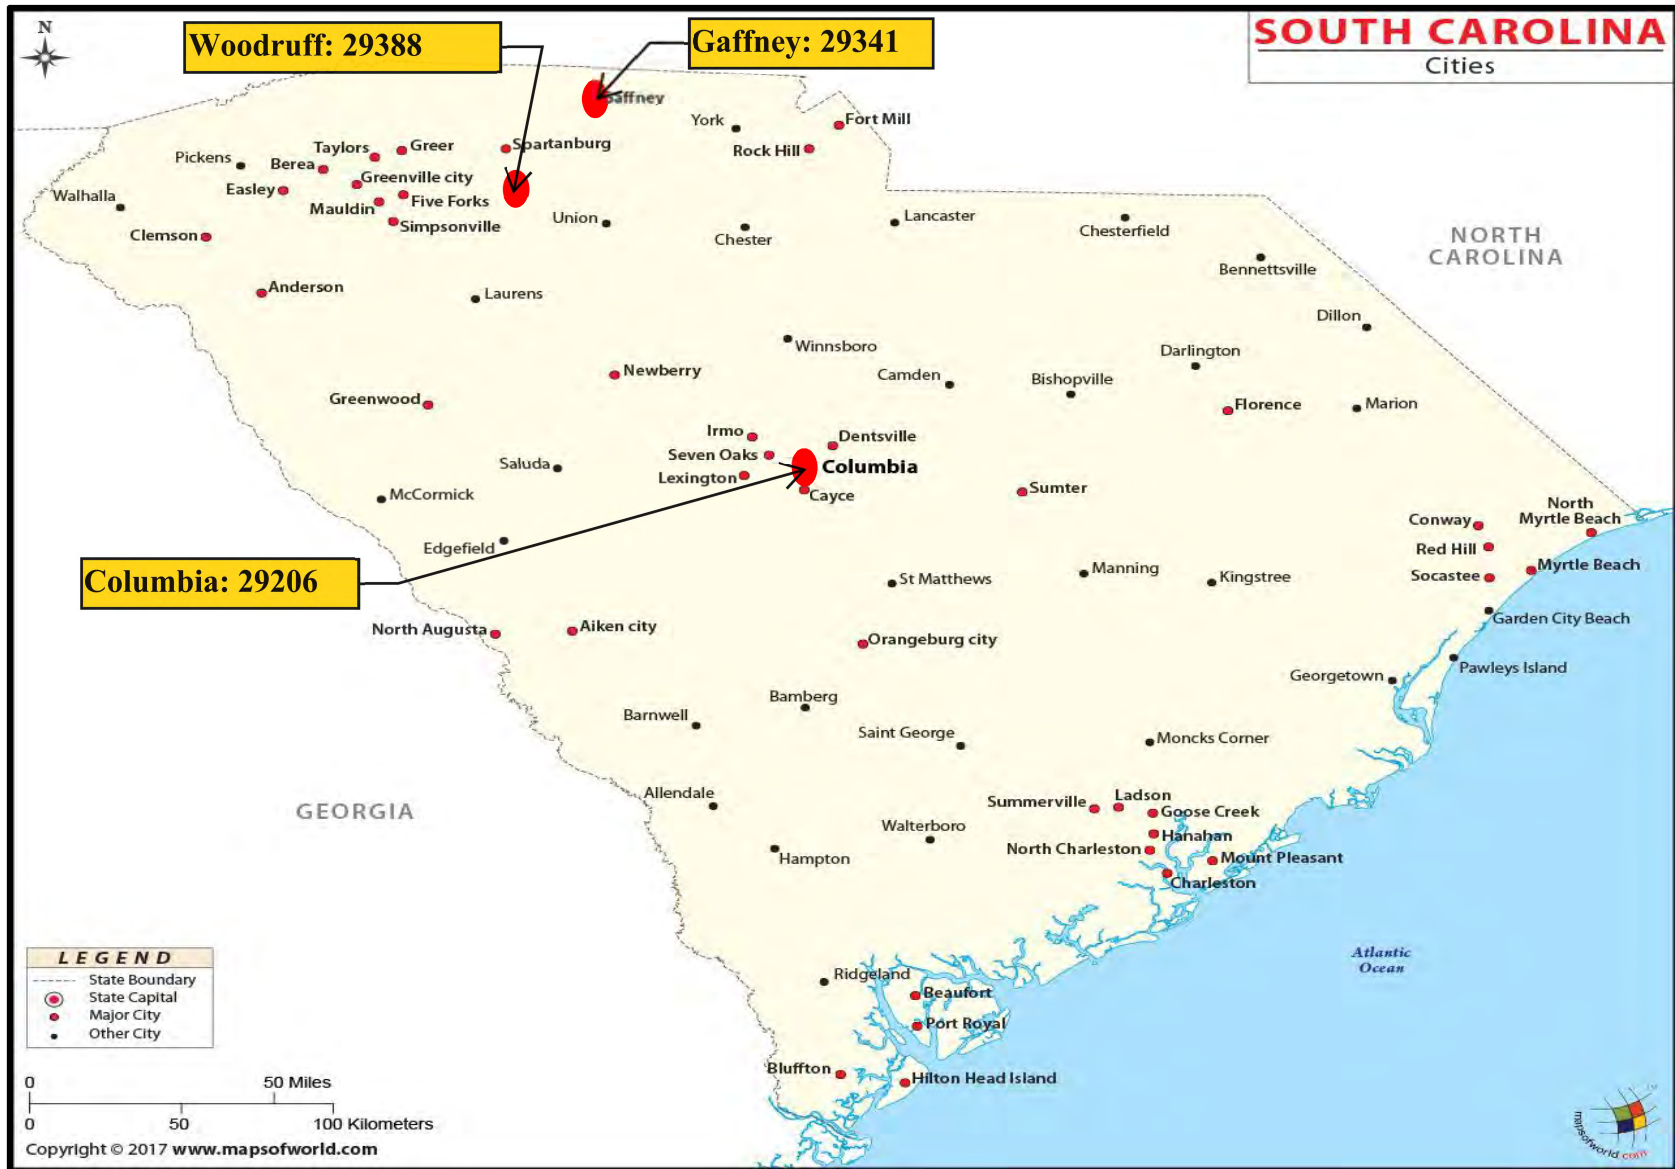 N
Woodruff: 29388
Gaffney: 29341
SOUTH CAROLINA
Cities
Gaffney
York
Fort Mill
Rock Hill
Spartanburg
Taylors
Greer
Pickens
Berea
Greenville city
Easley
Five Forks
Mauldin
Simpsonville
Walhalla
Clemson
Union
Chester
Lancaster
Chesterfield
NORTH
CAROLINA
Bennettsville
Anderson
Laurens
Dillon
Winnsboro
Darlington
Newberry
Camden
Bishopville
Greenwood
Florence
Marion
Irmo
Dentsville
Seven Oaks
Columbia
Saluda
Lexington
Cayce
McCormick
Sumter
North
Myrtle Beach
Conway
Edgefield
Red Hill
Columbia: 29206
St Matthews
Manning
Kingstree
Socastee
Myrtle Beach
Garden City Beach
North Augusta
Aiken city
Orangeburg city
Pawleys Island
Georgetown
Bamberg
Barnwell
Saint George
Moncks Corner
Allendale
GEORGIA
Summerville
Ladson
Goose Creek
Walterboro
Hanahan
North Charleston
Mount Pleasant
Hampton
Charleston
Atlantic
Ocean
Ridgeland
Beaufort
Port Royal
Bluffton
Hilton Head Island
LEGEND
State Boundary
State Capital
Major City
Other City
0 50 Miles
0 50 100 Kilometers
Copyright © 2017 www.mapsofworld.com
mapsofworld.com